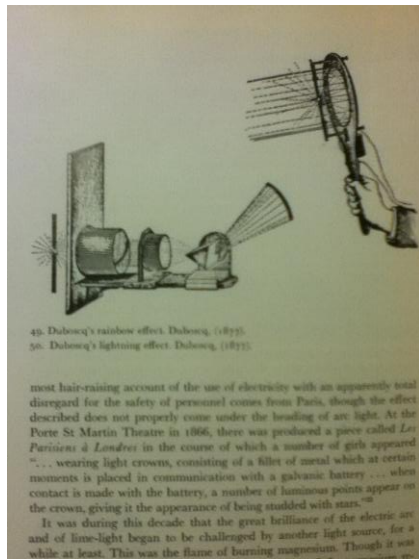 49. Duboscq's rainbow effect. Duboscq, (1877).
50. Duboscq's lightning effect. Duboscq, (1877).
most hair-raising account of the use of electricity with an apparently total
disregard for the safety of personnel comes from Paris, though the effect
described does not properly come under the heading of arc light. At the
Porte St Martin Theatre in 1866, there was produced a piece called Les
Parisiens à Londres in the course of which a number of girls appeared
"... wearing light crowns, consisting of a fillet of metal which at certain
moments is placed in communication with a galvanic battery ... when
contact is made with the battery, a number of luminous points appear on
the crown, giving it the appearance of being studded with stars."
It was during this decade that the great brilliance of the electric arc
and of lime-light began to be challenged by another light source, for a
while at least. This was the flame of burning magnesium. Though it was